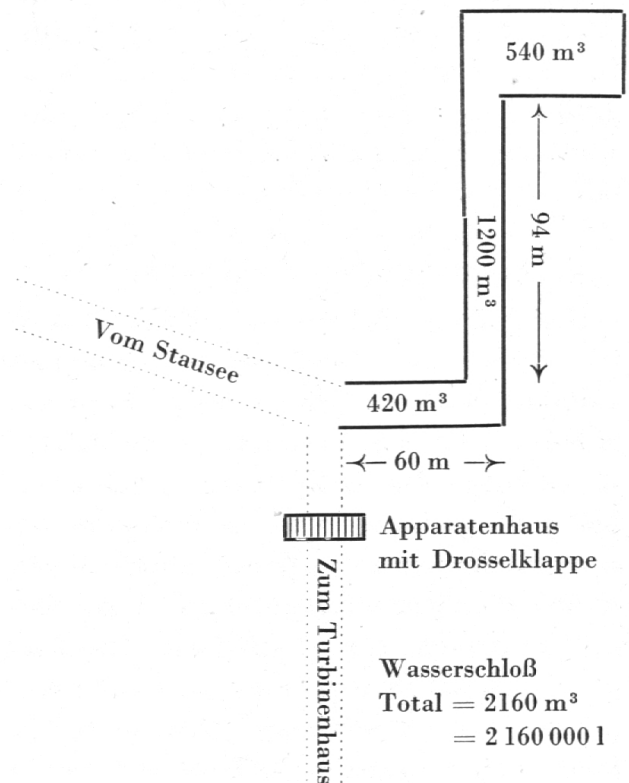 540 m³
94 m
1200 m³
Vom Stausee
420 m³
60 m
Apparatenhaus
mit Drosselklappe
Zum Turbinenhaus
Wasserschloß
Total = 2160 m³
= 2 160 000 l